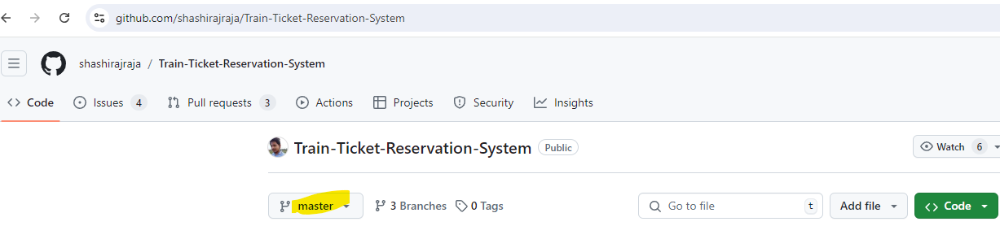 github.com/shashirajraja/Train-Ticket-Reservation-System
shashirajraja / Train-Ticket-Reservation-System
Code Issues 4 Pull requests 3 Actions Projects Security Insights
Train-Ticket-Reservation-System Public Watch 6
master 3 Branches 0 Tags Go to file t Add file Code